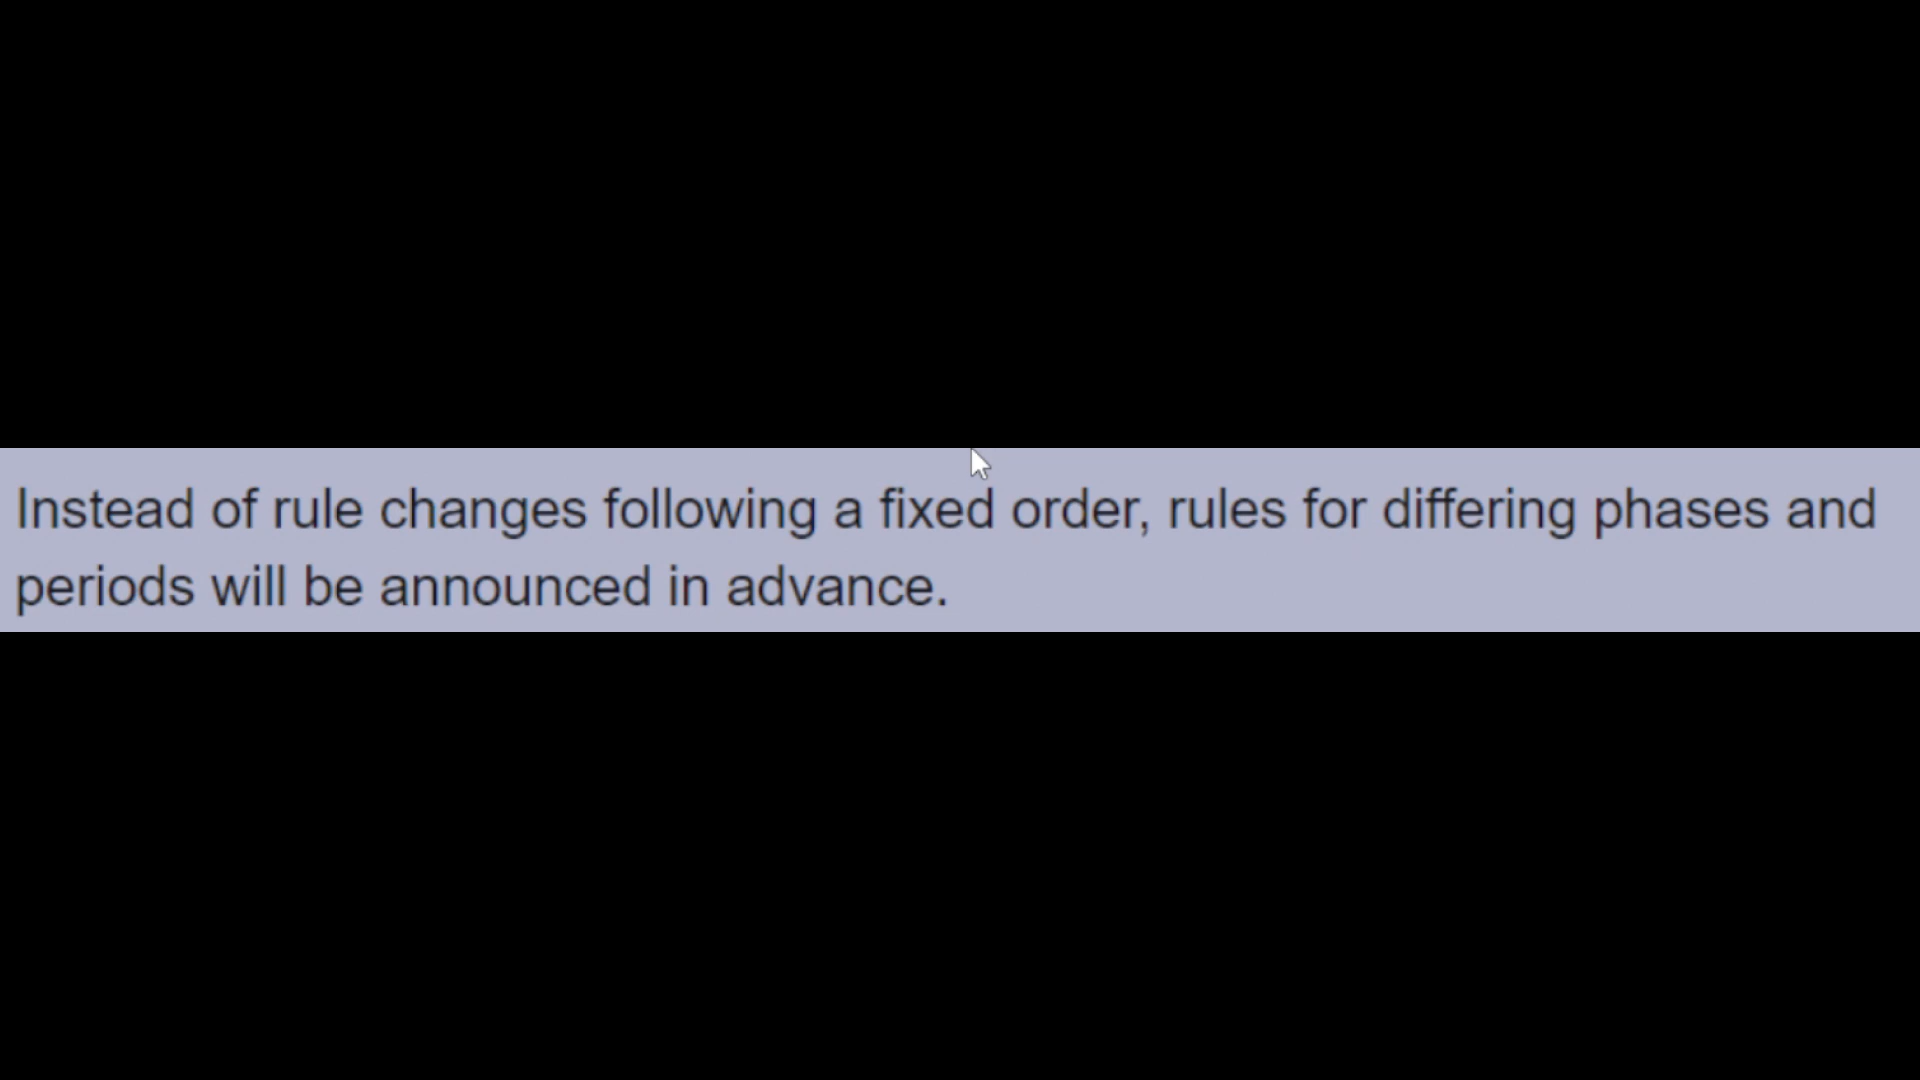 Instead of rule changes following a fixed order, rules for differing phases and
periods will be announced in advance.